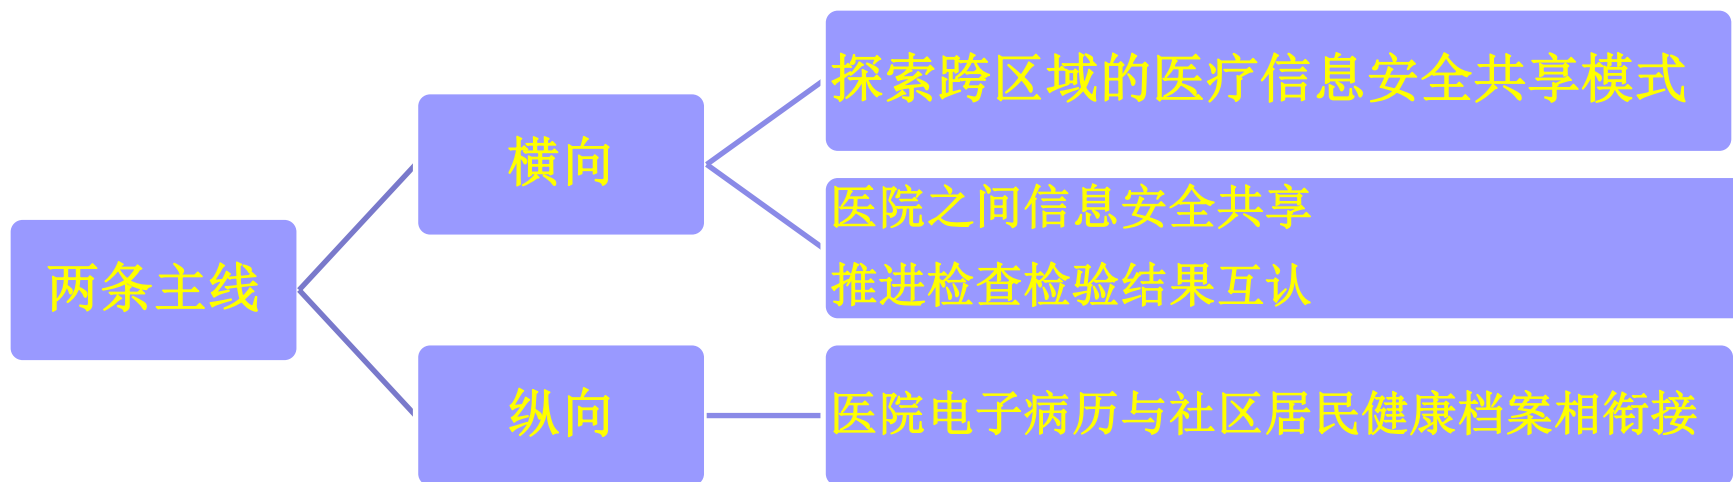 两条主线
横向
探索跨区域的医疗信息安全共享模式
医院之间信息安全共享
推进检查检验结果互认
纵向
医院电子病历与社区居民健康档案相衔接